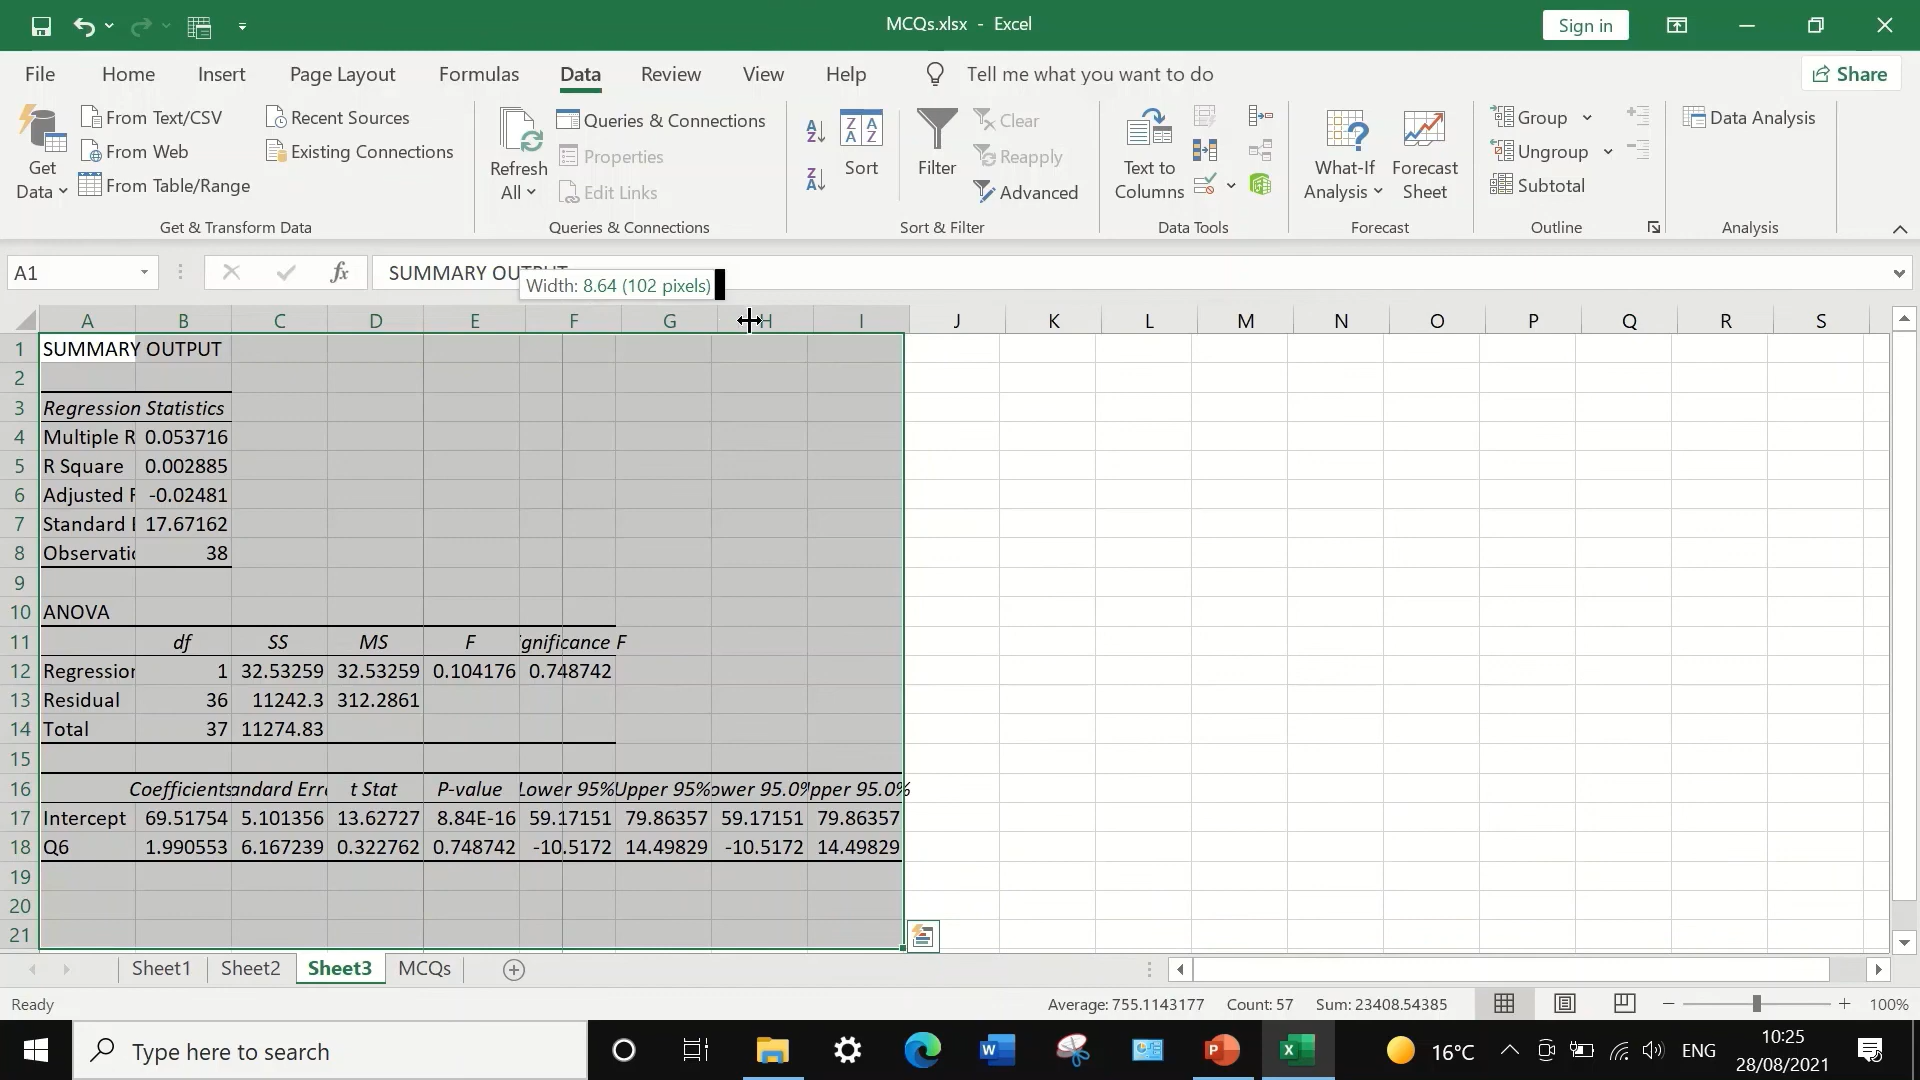 MCQs.xlsx - Excel
Sign in
File Home Insert Page Layout Formulas Data Review View Help Tell me what you want to do Share
Get Data
From Text/CSV
From Web
From Table/Range
Recent Sources
Existing Connections
Get & Transform Data
Refresh All
Queries & Connections
Properties
Edit Links
Queries & Connections
Sort
Filter
Clear
Reapply
Advanced
Sort & Filter
Text to Columns
Data Tools
What-If Analysis
Forecast Sheet
Forecast
Group
Ungroup
Subtotal
Outline
Data Analysis
Analysis
A1 fx SUMMARY OUTPUT
Width: 8.64 (102 pixels)
A B C D E F G H I J K L M N O P Q R S
1 SUMMARY OUTPUT
2
3 Regression Statistics
4 Multiple R 0.053716
5 R Square 0.002885
6 Adjusted R -0.02481
7 Standard E 17.67162
8 Observatio 38
9
10 ANOVA
11 df SS MS F gnificance F
12 Regression 1 32.53259 32.53259 0.104176 0.748742
13 Residual 36 11242.3 312.2861
14 Total 37 11274.83
15
16 Coefficients andard Erro t Stat P-value Lower 95% Upper 95% ower 95.0% pper 95.0%
17 Intercept 69.51754 5.101356 13.62727 8.84E-16 59.17151 79.86357 59.17151 79.86357
18 Q6 1.990553 6.167239 0.322762 0.748742 -10.5172 14.49829 -10.5172 14.49829
19
20
21
Sheet1 Sheet2 Sheet3 MCQs
Ready Average: 755.1143177 Count: 57 Sum: 23408.54385 100%
Type here to search 16°C ENG 10:25
28/08/2021